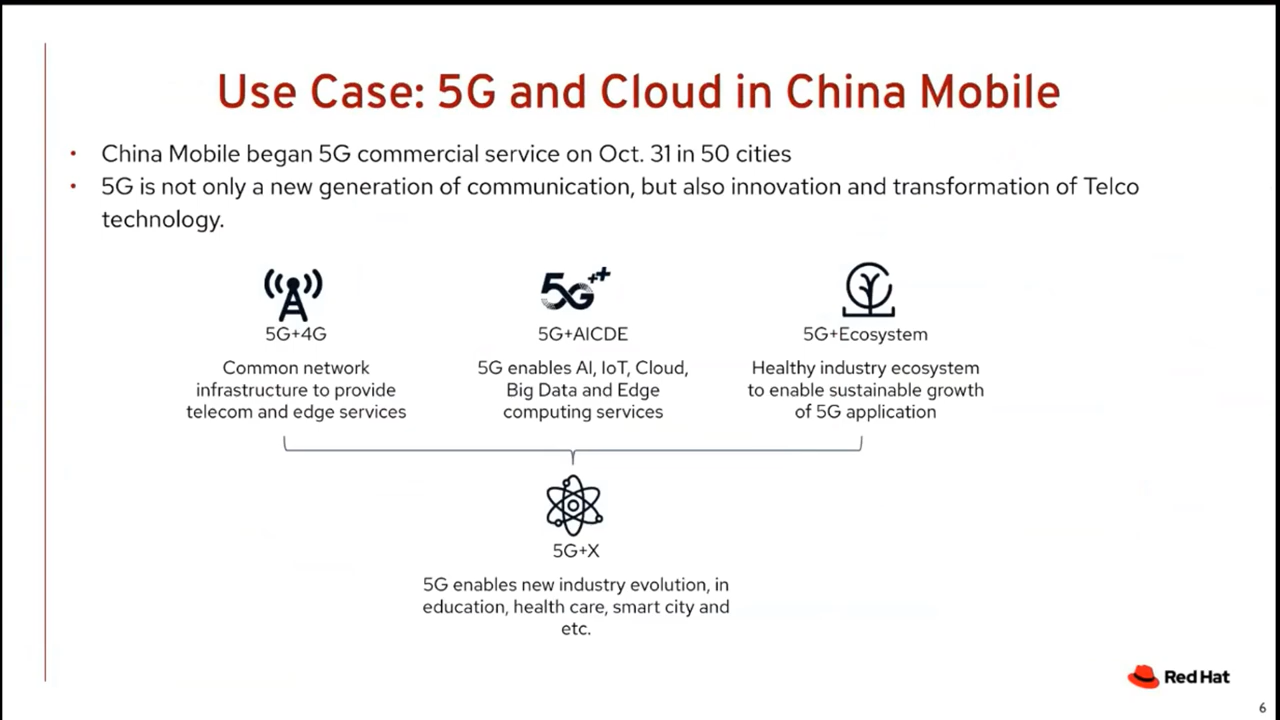 Use Case: 5G and Cloud in China Mobile
• China Mobile began 5G commercial service on Oct. 31 in 50 cities
• 5G is not only a new generation of communication, but also innovation and transformation of Telco
technology.
5G++
5G+4G
Common network
infrastructure to provide
telecom and edge services
5G+AICDE
5G enables AI, IoT, Cloud,
Big Data and Edge
computing services
5G+Ecosystem
Healthy industry ecosystem
to enable sustainable growth
of 5G application
5G+X
5G enables new industry evolution, in
education, health care, smart city and
etc.
Red Hat
6